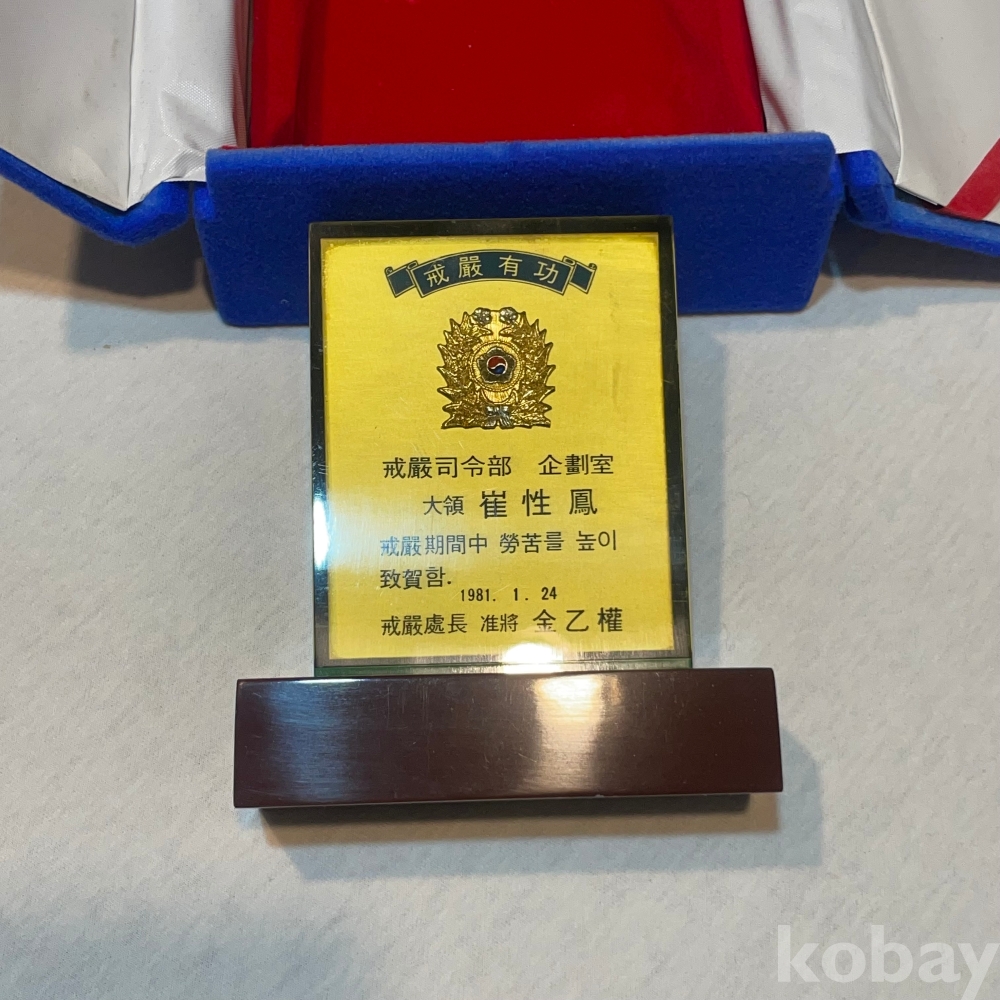 戒嚴有功
戒嚴司令部 企劃室
大領 崔性鳳
戒嚴期間中 勞苦를 높이
致賀함.
1981. 1. 24
戒嚴處長 准將 金乙權
kobay